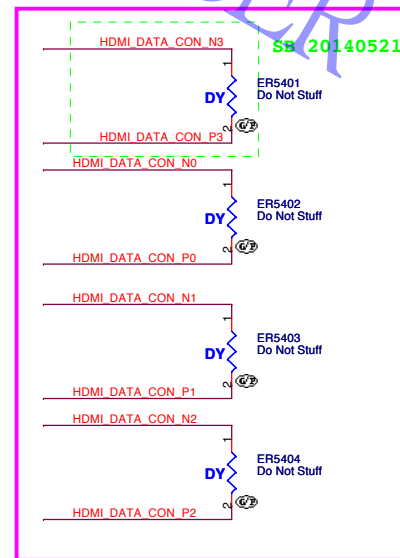 HDMI_DATA_CON_N3
SB 20140521
1
ER5401
Do Not Stuff
DY
2
G/P
HDMI_DATA_CON_P3
HDMI_DATA_CON_N0
1
ER5402
Do Not Stuff
DY
2
G/P
HDMI_DATA_CON_P0
HDMI_DATA_CON_N1
1
ER5403
Do Not Stuff
DY
2
G/P
HDMI_DATA_CON_P1
HDMI_DATA_CON_N2
1
ER5404
Do Not Stuff
DY
2
G/P
HDMI_DATA_CON_P2